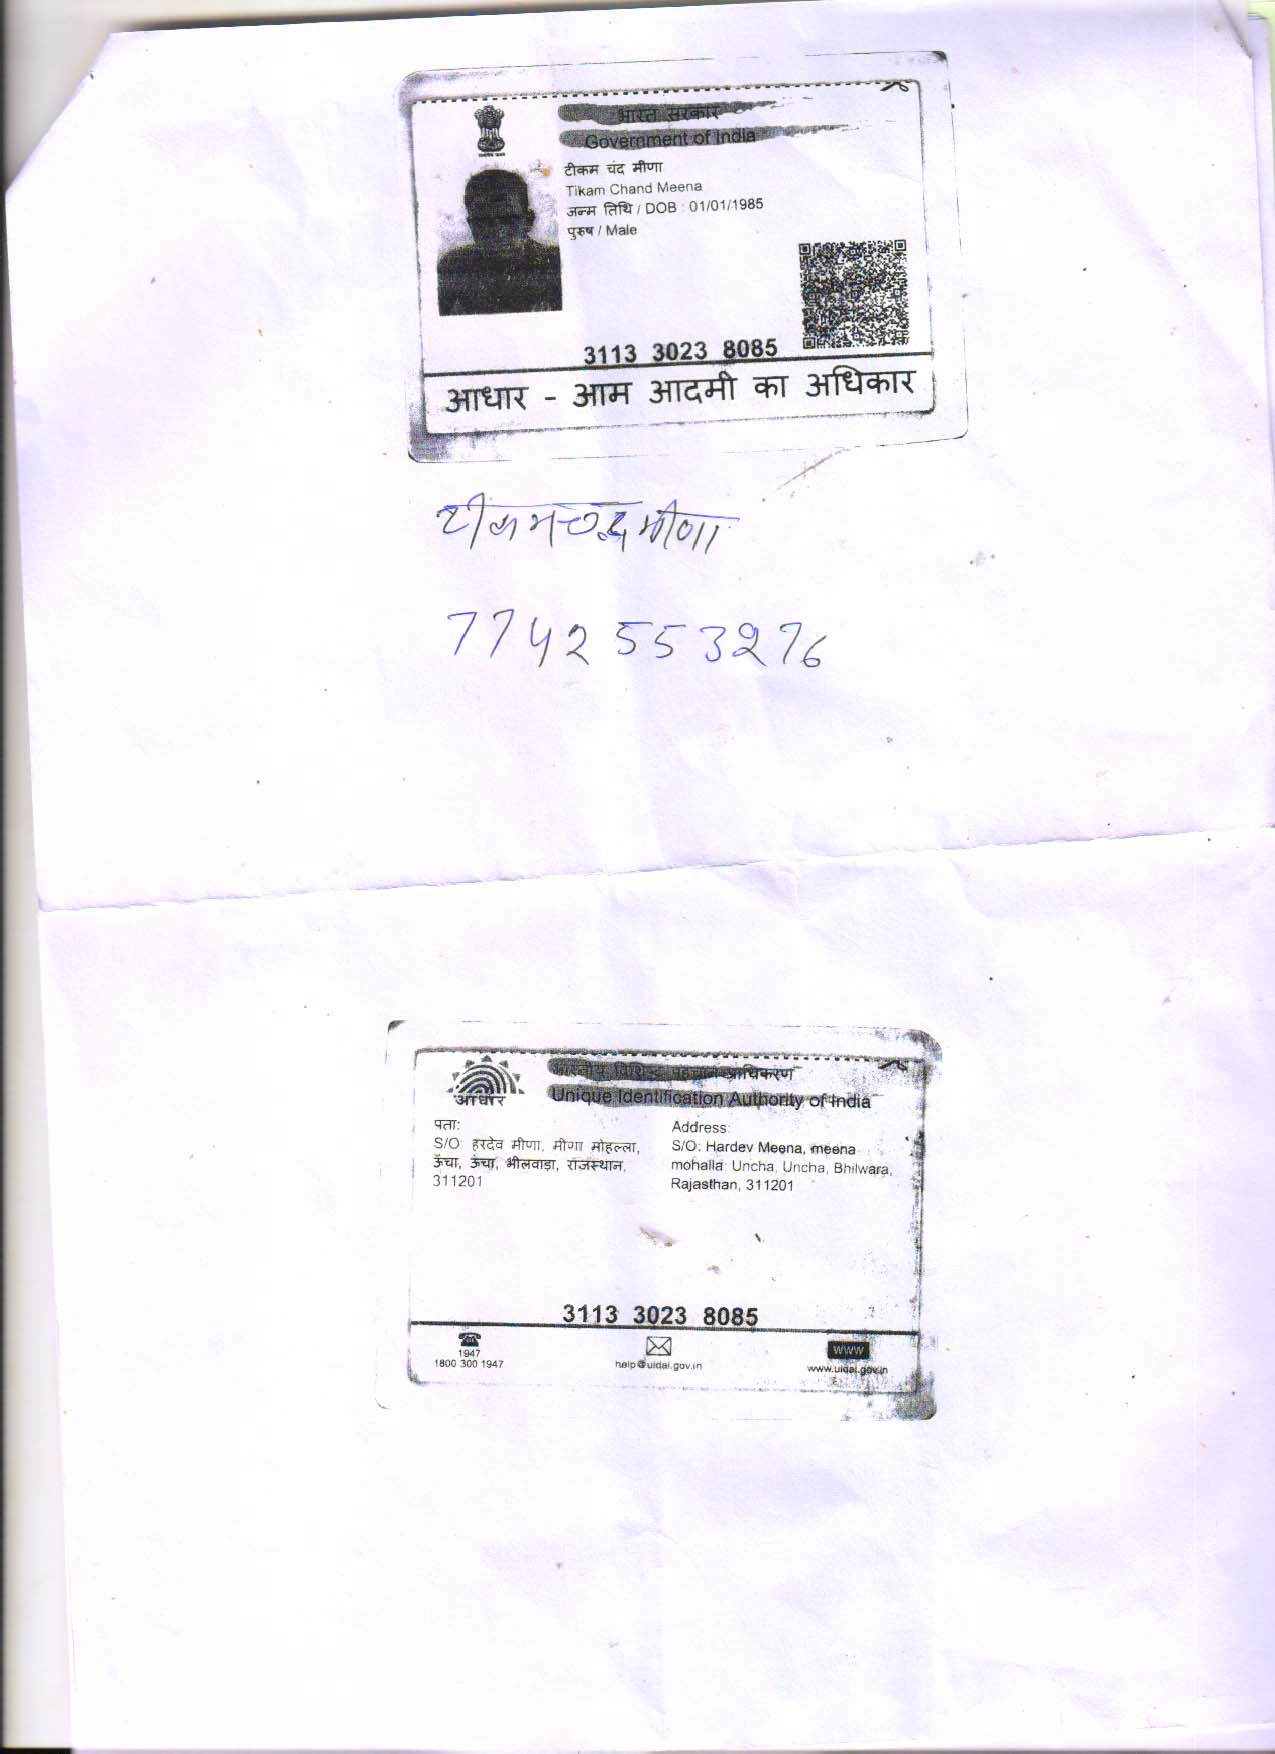 भारत सरकार
Government of India
टीकम चंद मीणा
Tikam Chand Meena
जन्म तिथि / DOB : 01/01/1985
पुरुष / Male
3113 3023 8085
आधार - आम आदमी का अधिकार
टीकमचन्द मीणा
7742553276
भारतीय विशिष्ट पहचान प्राधिकरण
Unique Identification Authority of India
आधार
पता:
S/O: हरदेव मीणा, मीणा मोहल्ला,
ऊँचा, ऊँचा, भीलवाड़ा, राजस्थान,
311201
Address:
S/O: Hardev Meena, meena
mohalla: Uncha, Uncha, Bhilwara,
Rajasthan, 311201
3113 3023 8085
1947
1800 300 1947
help@uidai.gov.in
www
www.uidai.gov.in